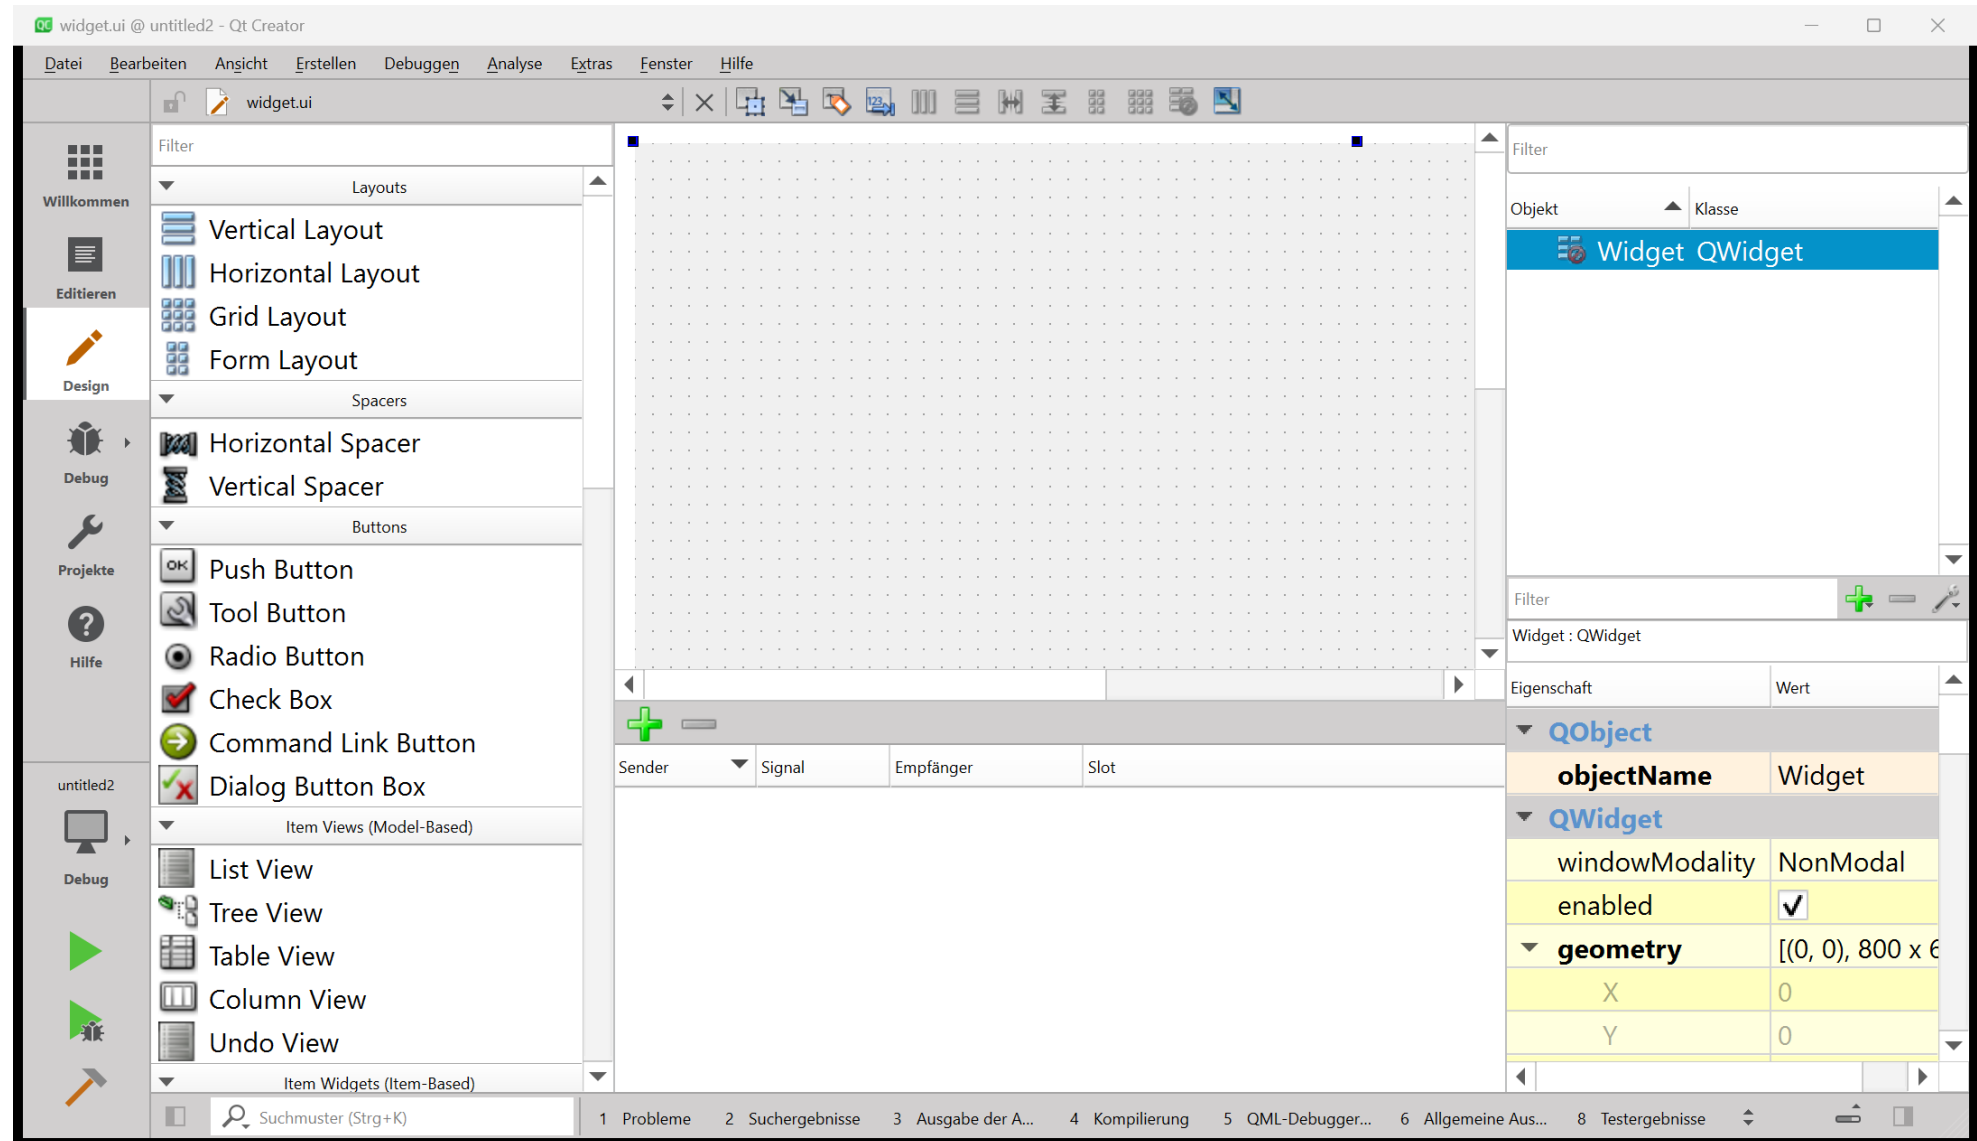 widget.ui @ untitled2 - Qt Creator
Datei Bearbeiten Ansicht Erstellen Debuggen Analyse Extras Fenster Hilfe
widget.ui
Willkommen
Editieren
Design
Debug
Projekte
Hilfe
untitled2
Debug
Filter
Layouts
Vertical Layout
Horizontal Layout
Grid Layout
Form Layout
Spacers
Horizontal Spacer
Vertical Spacer
Buttons
OK Push Button
Tool Button
Radio Button
Check Box
Command Link Button
Dialog Button Box
Item Views (Model-Based)
List View
Tree View
Table View
Column View
Undo View
Item Widgets (Item-Based)
Sender Signal Empfänger Slot
Filter
Objekt Klasse
Widget QWidget
Filter
Widget : QWidget
Eigenschaft Wert
QObject
objectName Widget
QWidget
windowModality NonModal
enabled
geometry [(0, 0), 800 x 6
X 0
Y 0
Suchmuster (Strg+K) 1 Probleme 2 Suchergebnisse 3 Ausgabe der A... 4 Kompilierung 5 QML-Debugger... 6 Allgemeine Aus... 8 Testergebnisse